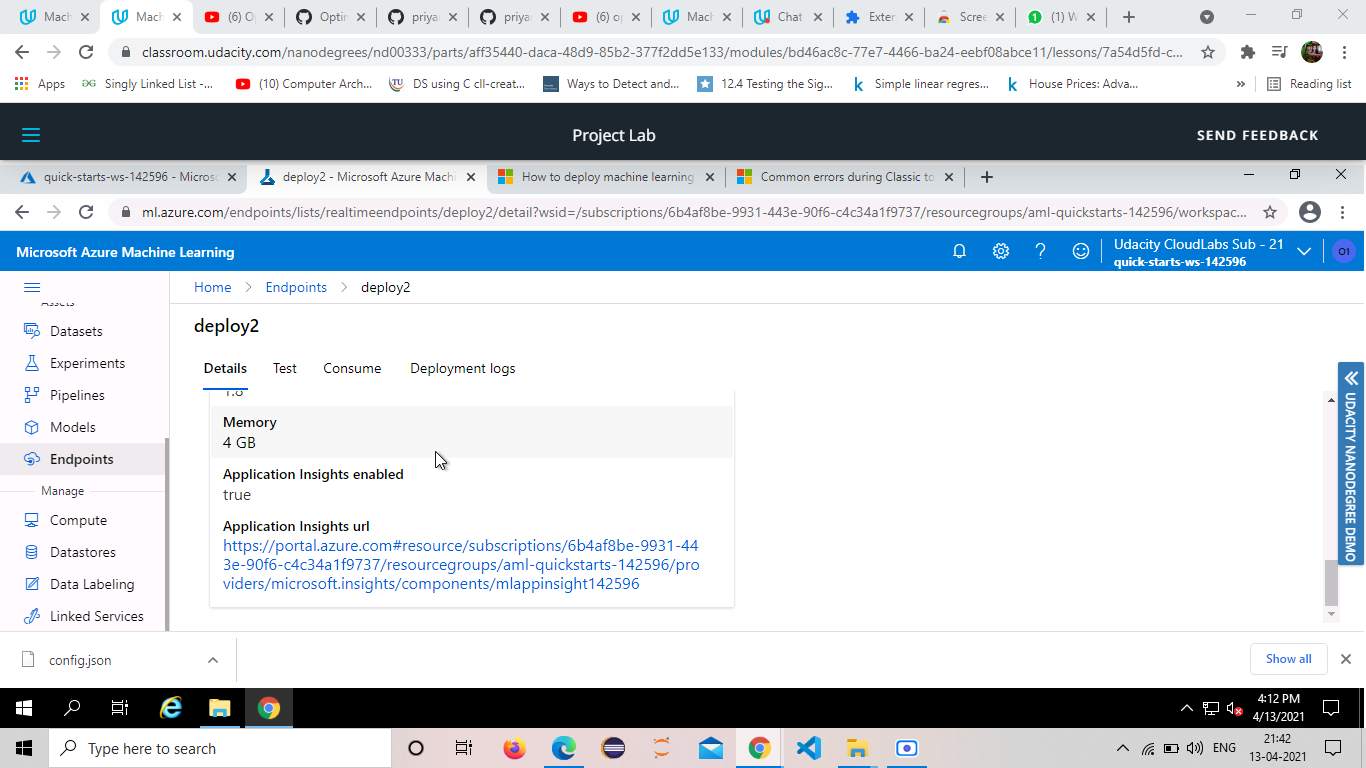 Mach
Mach
(6) O
Optir
priya
priya
(6) o
Mach
Chat
Exter
Scree
(1) W
classroom.udacity.com/nanodegrees/nd00333/parts/aff35440-daca-48d9-85b2-377f2dd5e133/modules/bd46ac8c-77e7-4466-ba24-eebf08abce11/lessons/7a54d5fd-c...
Apps
Singly Linked List -...
(10) Computer Arch...
DS using C cll-creat...
Ways to Detect and...
12.4 Testing the Sig...
Simple linear regres...
House Prices: Adva...
»
Reading list
Project Lab
SEND FEEDBACK
quick-starts-ws-142596 - Micros
deploy2 - Microsoft Azure Machi
How to deploy machine learning
Common errors during Classic to
ml.azure.com/endpoints/lists/realtimeendpoints/deploy2/detail?wsid=/subscriptions/6b4af8be-9931-443e-90f6-c4c34a1f9737/resourcegroups/aml-quickstarts-142596/workspac...
Microsoft Azure Machine Learning
Udacity CloudLabs Sub - 21
quick-starts-ws-142596
O1
Home > Endpoints > deploy2
Assets
Datasets
Experiments
Pipelines
Models
Endpoints
Manage
Compute
Datastores
Data Labeling
Linked Services
deploy2
Details
Test
Consume
Deployment logs
1.8
Memory
4 GB
Application Insights enabled
true
Application Insights url
https://portal.azure.com#resource/subscriptions/6b4af8be-9931-44
3e-90f6-c4c34a1f9737/resourcegroups/aml-quickstarts-142596/pro
viders/microsoft.insights/components/mlappinsight142596
UDACITY NANODEGREE DEMO
config.json
Show all
4:12 PM
4/13/2021
Type here to search
ENG
21:42
13-04-2021